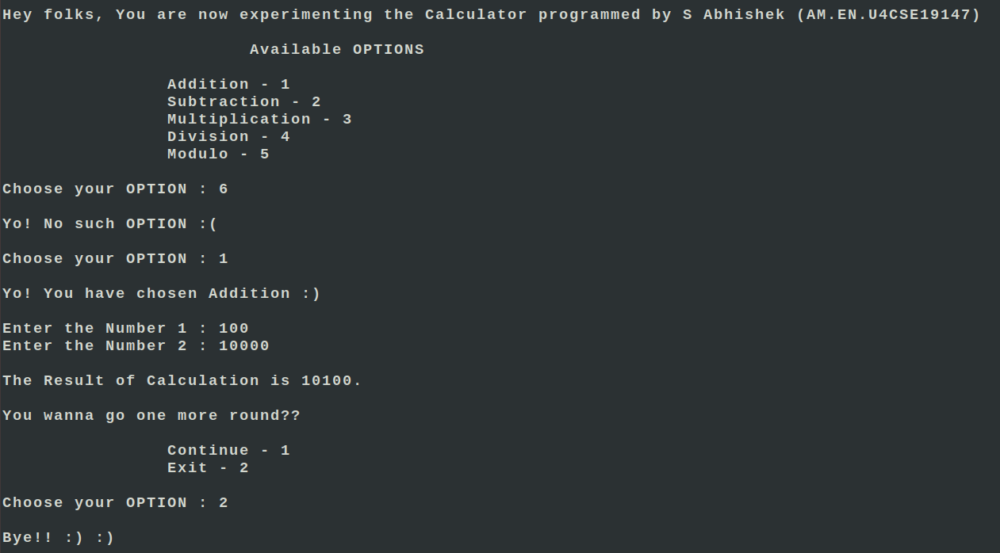 Hey folks, You are now experimenting the Calculator programmed by S Abhishek (AM.EN.U4CSE19147)
Available OPTIONS
Addition - 1
Subtraction - 2
Multiplication - 3
Division - 4
Modulo - 5
Choose your OPTION : 6
Yo! No such OPTION :(
Choose your OPTION : 1
Yo! You have chosen Addition :)
Enter the Number 1 : 100
Enter the Number 2 : 10000
The Result of Calculation is 10100.
You wanna go one more round??
Continue - 1
Exit - 2
Choose your OPTION : 2
Bye!! :) :)